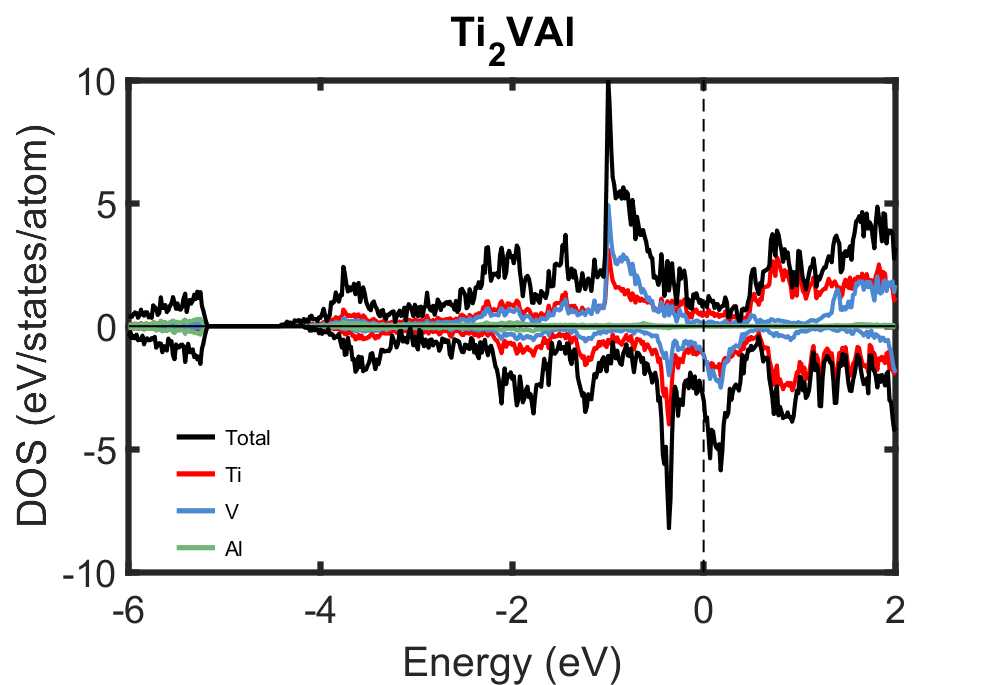 Ti₂VAl
DOS (eV/states/atom)
10
5
0
-5
-10
Total
Ti
V
Al
-6 -4 -2 0 2
Energy (eV)